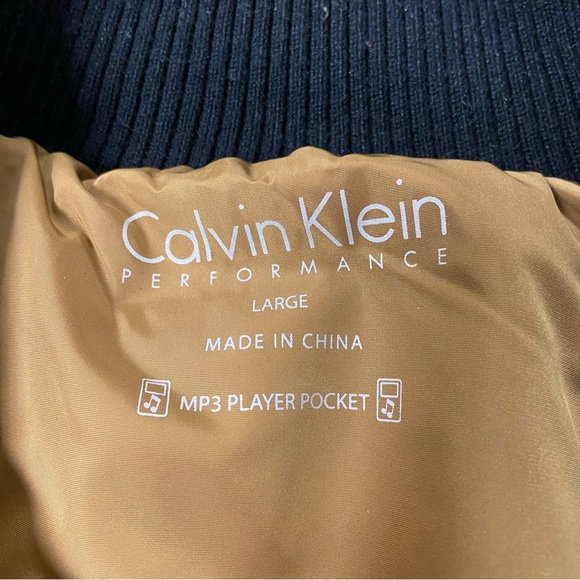 Calvin Klein
PERFORMANCE
LARGE
MADE IN CHINA
MP3 PLAYER POCKET